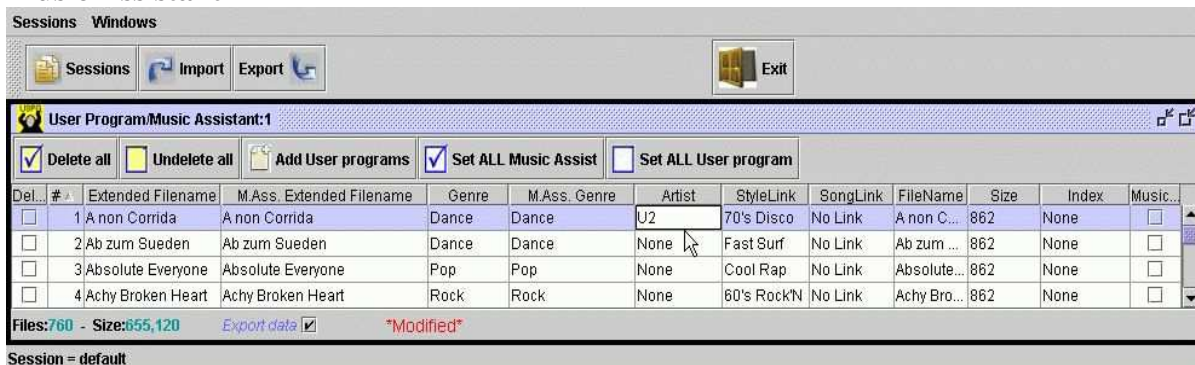 Sessions Windows
Sessions Import Export Exit
User Program/Music Assistant:1
Delete all Undelete all Add User programs Set ALL Music Assist Set ALL User program
Del... # Extended Filename M.Ass. Extended Filename Genre M.Ass. Genre Artist StyleLink SongLink FileName Size Index Music...
1 A non Corrida A non Corrida Dance Dance U2 70's Disco No Link A non C... 862 None
2 Ab zum Sueden Ab zum Sueden Dance Dance None Fast Surf No Link Ab zum ... 862 None
3 Absolute Everyone Absolute Everyone Pop Pop None Cool Rap No Link Absolute... 862 None
4 Achy Broken Heart Achy Broken Heart Rock Rock None 60's Rock'N No Link Achy Bro... 862 None
Files:760 - Size:655,120 Export data *Modified*
Session = default